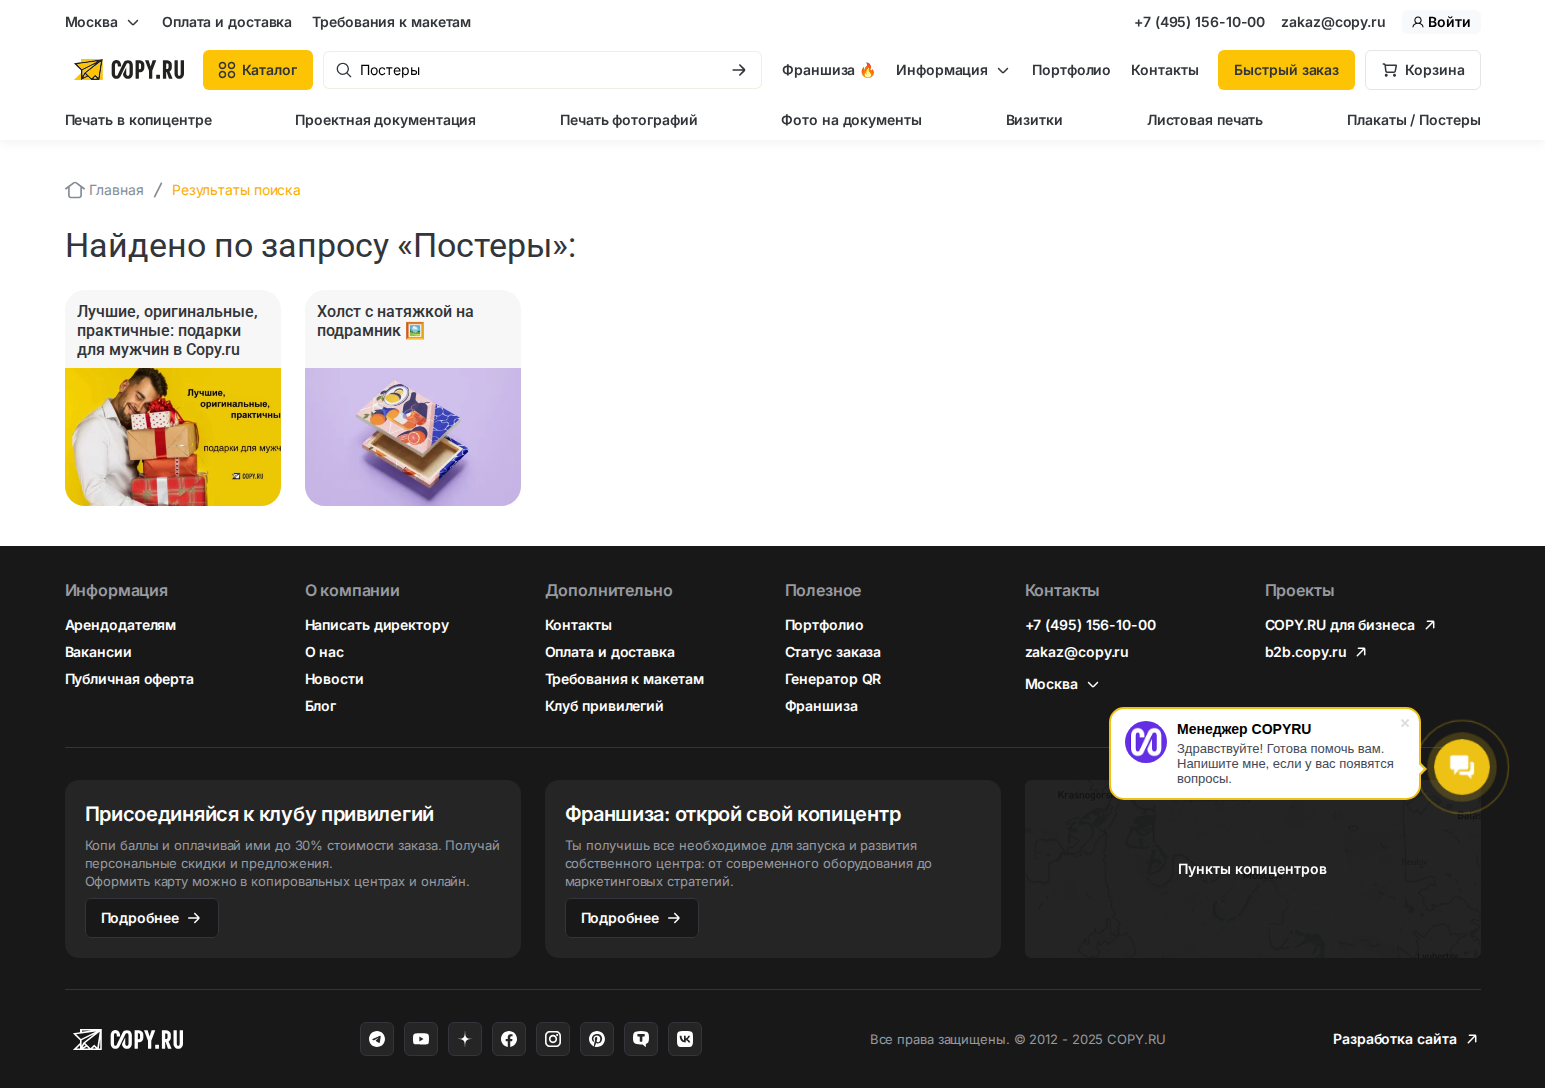 Москва Оплата и доставка Требования к макетам +7 (495) 156-10-00 zakaz@copy.ru Войти
COPY.RU Каталог Постеры Франшиза 🔥 Информация Портфолио Контакты Быстрый заказ Корзина
Печать в копицентре Проектная документация Печать фотографий Фото на документы Визитки Листовая печать Плакаты / Постеры
Главная / Результаты поиска
Найдено по запросу «Постеры»:
Лучшие, оригинальные,
практичные: подарки
для мужчин в Copy.ru
Холст с натяжкой на
подрамник 🖼️
Лучшие,
оригинальные,
практичны
подарки для мужч
COPY.RU
Информация
Арендодателям
Вакансии
Публичная оферта
О компании
Написать директору
О нас
Новости
Блог
Дополнительно
Контакты
Оплата и доставка
Требования к макетам
Клуб привилегий
Полезное
Портфолио
Статус заказа
Генератор QR
Франшиза
Контакты
+7 (495) 156-10-00
zakaz@copy.ru
Москва
Проекты
COPY.RU для бизнеса
b2b.copy.ru
Менеджер COPYRU
Здравствуйте! Готова помочь вам.
Напишите мне, если у вас появятся
вопросы.
Присоединяйся к клубу привилегий
Копи баллы и оплачивай ими до 30% стоимости заказа. Получай
персональные скидки и предложения.
Оформить карту можно в копировальных центрах и онлайн.
Подробнее
Франшиза: открой свой копицентр
Ты получишь все необходимое для запуска и развития
собственного центра: от современного оборудования до
маркетинговых стратегий.
Подробнее
Пункты копицентров
COPY.RU
Все права защищены. © 2012 - 2025 COPY.RU
Разработка сайта